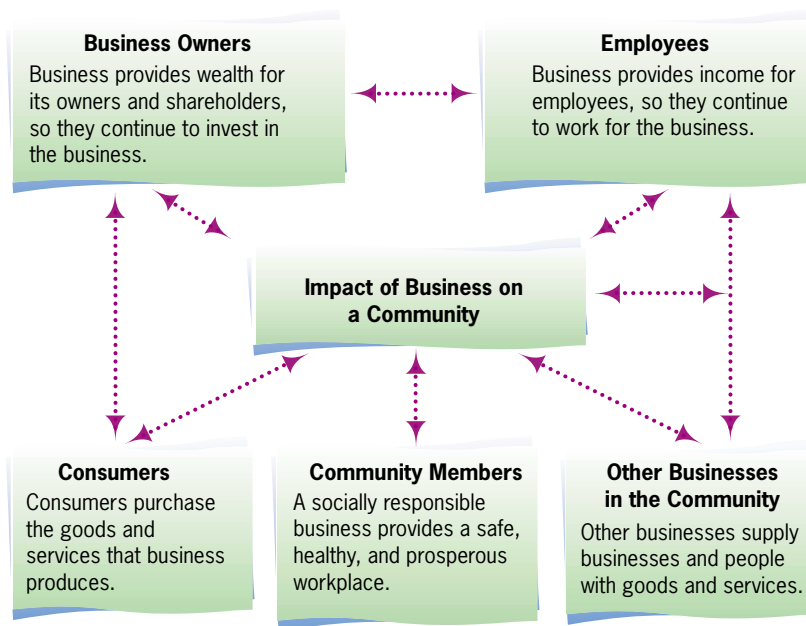 Business Owners
Business provides wealth for
its owners and shareholders,
so they continue to invest in
the business.
Employees
Business provides income for
employees, so they continue
to work for the business.
Impact of Business on
a Community
Consumers
Consumers purchase
the goods and
services that business
produces.
Community Members
A socially responsible
business provides a safe,
healthy, and prosperous
workplace.
Other Businesses
in the Community
Other businesses supply
businesses and people
with goods and services.